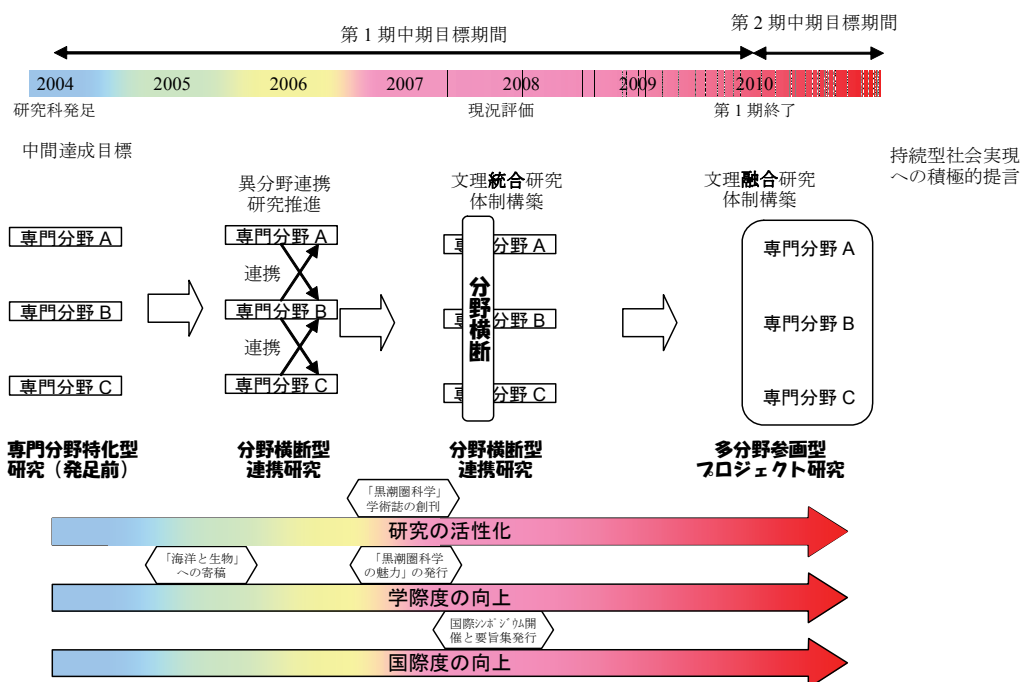 第１期中期目標期間
第２期中期目標期間
2004 2005 2006 2007 2008 2009 2010
研究科発足
現況評価
第１期終了
中間達成目標
持続型社会実現
への積極的提言
異分野連携
研究推進
文理統合研究
体制構築
文理融合研究
体制構築
専門分野 A
専門分野 B
専門分野 C
専門分野 A
連携
専門分野 B
連携
専門分野 C
専 分野 A
専 分野 B
専 分野 C
分野横断
専門分野 A
専門分野 B
専門分野 C
専門分野特化型
研究（発足前）
分野横断型
連携研究
分野横断型
連携研究
多分野参画型
プロジェクト研究
「黒潮圏科学」
学術誌の創刊
研究の活性化
「海洋と生物」
への寄稿
「黒潮圏科学
の魅力」の発行
学際度の向上
国際ｼﾝﾎﾟｼﾞｳﾑ開
催と要旨集発行
国際度の向上